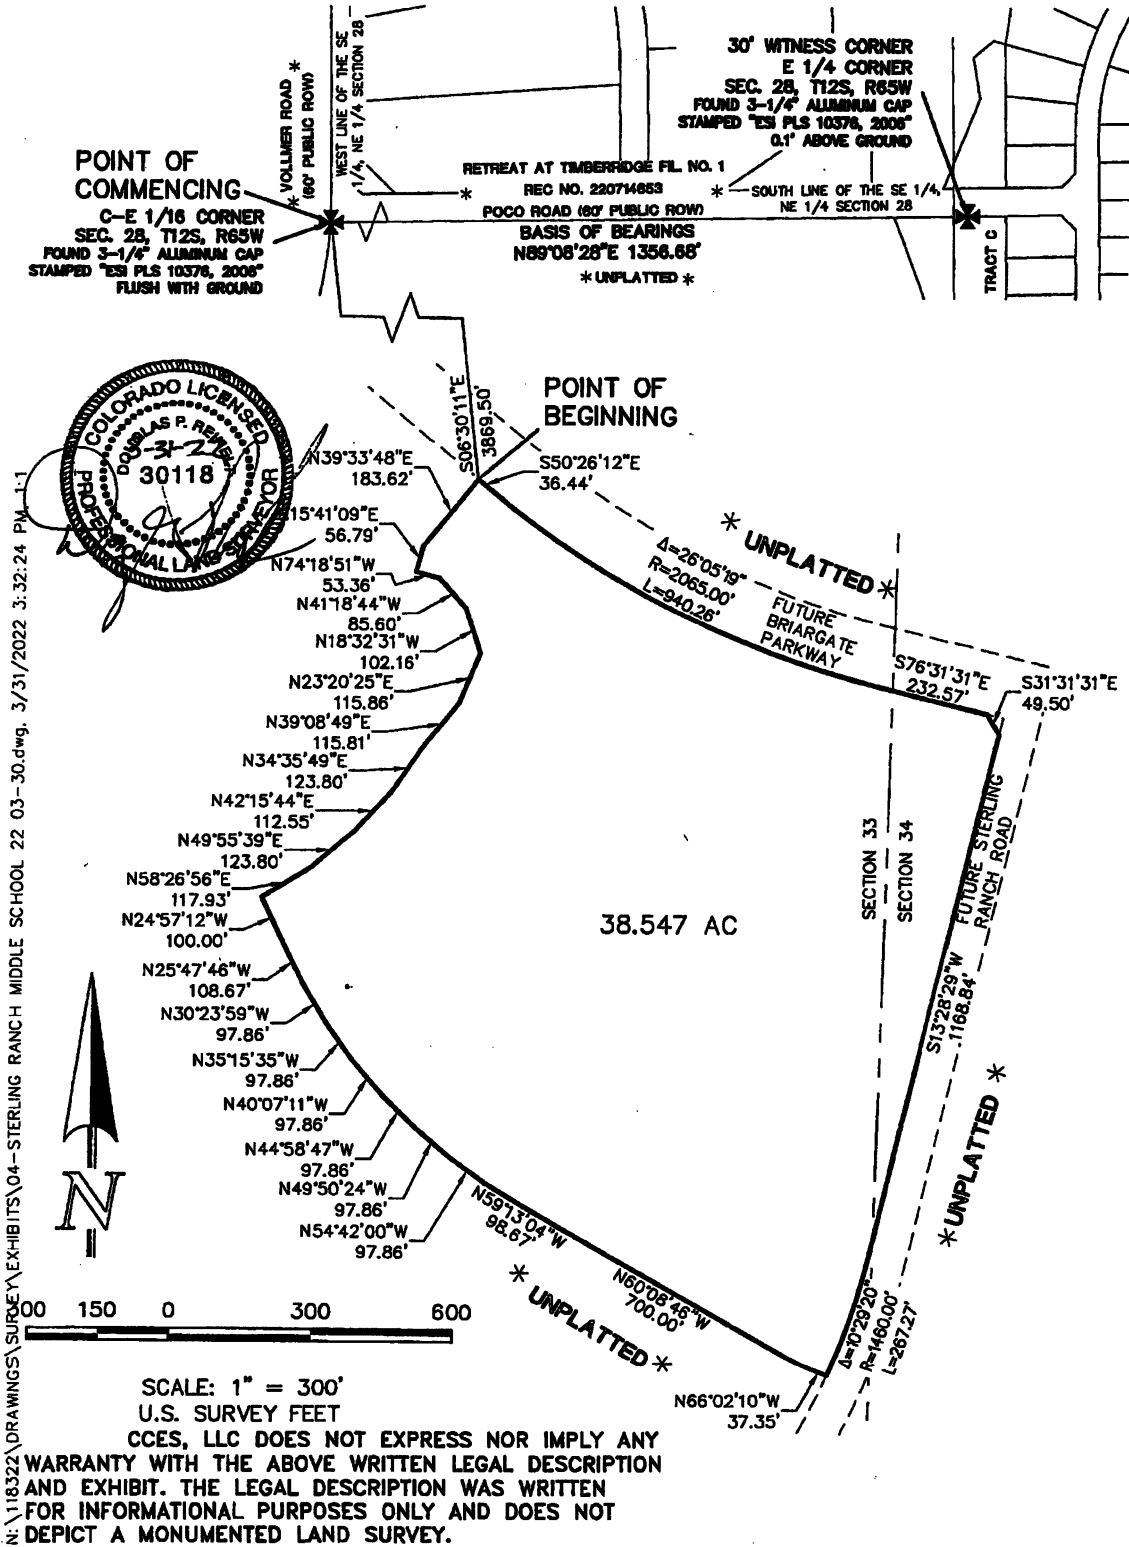 VOLLMER ROAD
(60' PUBLIC ROW)
WEST LINE OF THE SE
1/4, NE 1/4 SECTION 28
30' WITNESS CORNER
E 1/4 CORNER
SEC. 28, T12S, R65W
FOUND 3-1/4" ALUMINUM CAP
STAMPED "ESI PLS 10376, 2006"
0.1' ABOVE GROUND
POINT OF
COMMENCING
C-E 1/16 CORNER
SEC. 28, T12S, R65W
FOUND 3-1/4" ALUMINUM CAP
STAMPED "ESI PLS 10376, 2006"
FLUSH WITH GROUND
RETREAT AT TIMBERRIDGE FIL. NO. 1
REC NO. 220714653
SOUTH LINE OF THE SE 1/4,
NE 1/4 SECTION 28
POCO ROAD (60' PUBLIC ROW)
BASIS OF BEARINGS
N89°08'28"E 1356.68'
*UNPLATTED*
TRACT C
COLORADO LICENSED
DOUGLAS P. REINELT
30118
PROFESSIONAL LAND SURVEYOR
S06°30'11"E
3869.50'
POINT OF
BEGINNING
N39°33'48"E
183.62'
S50°26'12"E
36.44'
N15°41'09"E
56.79'
N74°18'51"W
53.36'
N41°18'44"W
85.60'
N18°32'31"W
102.16'
N23°20'25"E
115.86'
N39°08'49"E
115.81'
N34°35'49"E
123.80'
N42°15'44"E
112.55'
N49°55'39"E
123.80'
N58°26'56"E
117.93'
N24°57'12"W
100.00'
N25°47'46"W
108.67'
N30°23'59"W
97.86'
N35°15'35"W
97.86'
N40°07'11"W
97.86'
N44°58'47"W
97.86'
N49°50'24"W
97.86'
N54°42'00"W
97.86'
N59°13'04"W
98.67'
N60°08'46"W
700.00'
N66°02'10"W
37.35'
*UNPLATTED*
Δ=26°05'19"
R=2065.00'
L=940.26'
FUTURE
BRIARGATE
PARKWAY
S76°31'31"E
232.57'
S31°31'31"E
49.50'
SECTION 33
SECTION 34
FUTURE STERLING
RANCH ROAD
38.547 AC
S13°28'29"W
1168.84'
*UNPLATTED*
Δ=10°29'20"
R=1460.00'
L=267.27'
*UNPLATTED*
N
300 150 0 300 600
SCALE: 1" = 300'
U.S. SURVEY FEET
CCES, LLC DOES NOT EXPRESS NOR IMPLY ANY
WARRANTY WITH THE ABOVE WRITTEN LEGAL DESCRIPTION
AND EXHIBIT. THE LEGAL DESCRIPTION WAS WRITTEN
FOR INFORMATIONAL PURPOSES ONLY AND DOES NOT
DEPICT A MONUMENTED LAND SURVEY.
N:\118322\DRAWINGS\SURVEY\EXHIBITS\04-STERLING RANCH MIDDLE SCHOOL 22 03-30.dwg, 3/31/2022 3:32:24 PM, 1:1